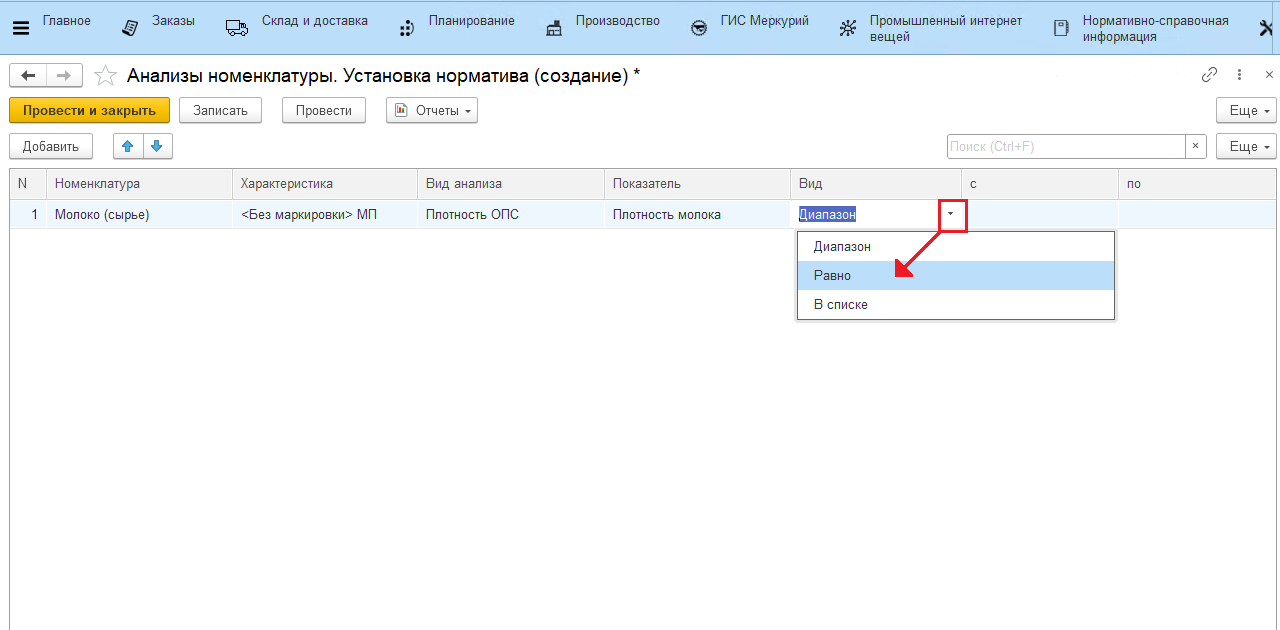 Главное
Заказы
Склад и доставка
Планирование
Производство
ГИС Меркурий
Промышленный интернет
вещей
Нормативно-справочная
информация
Анализы номенклатуры. Установка норматива (создание) *
Провести и закрыть
Записать
Провести
Отчеты
Еще
Добавить
Поиск (Ctrl+F)
×
Еще
N
Номенклатура
Характеристика
Вид анализа
Показатель
Вид
с
по
1
Молоко (сырье)
<Без маркировки> МП
Плотность ОПС
Плотность молока
Диапазон
Диапазон
Равно
В списке